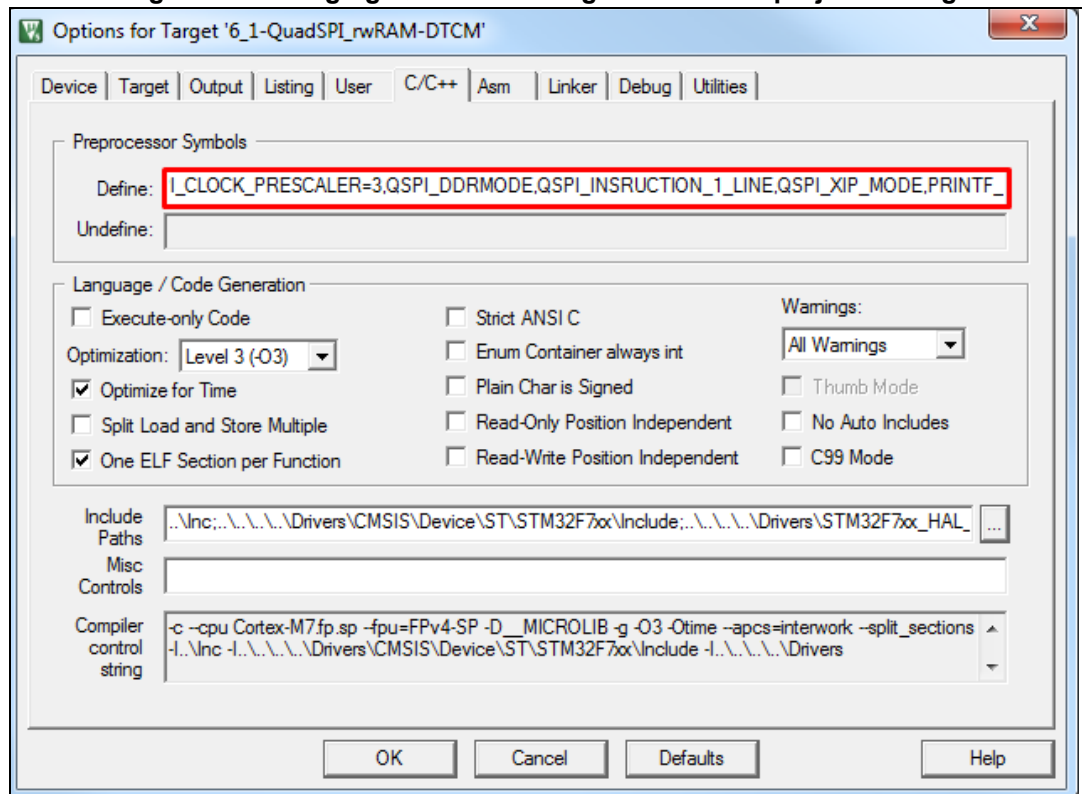 Options for Target '6_1-QuadSPI_rwRAM-DTCM'
Device Target Output Listing User C/C++ Asm Linker Debug Utilities
Preprocessor Symbols
Define: I_CLOCK_PRESCALER=3,QSPI_DDRMODE,QSPI_INSRUCTION_1_LINE,QSPI_XIP_MODE,PRINTF_
Undefine:
Language / Code Generation
Execute-only Code
Optimization: Level 3 (-O3)
Optimize for Time
Split Load and Store Multiple
One ELF Section per Function
Strict ANSI C
Enum Container always int
Plain Char is Signed
Read-Only Position Independent
Read-Write Position Independent
Warnings:
All Warnings
Thumb Mode
No Auto Includes
C99 Mode
Include Paths ..\Inc;..\..\..\..\Drivers\CMSIS\Device\ST\STM32F7xx\Include;..\..\..\..\Drivers\STM32F7xx_HAL_ ...
Misc Controls
Compiler control string -c --cpu Cortex-M7.fp.sp --fpu=FPv4-SP -D__MICROLIB -g -O3 -Otime --apcs=interwork --split_sections
-I..\Inc -I..\..\..\..\Drivers\CMSIS\Device\ST\STM32F7xx\Include -I..\..\..\..\Drivers
OK Cancel Defaults Help